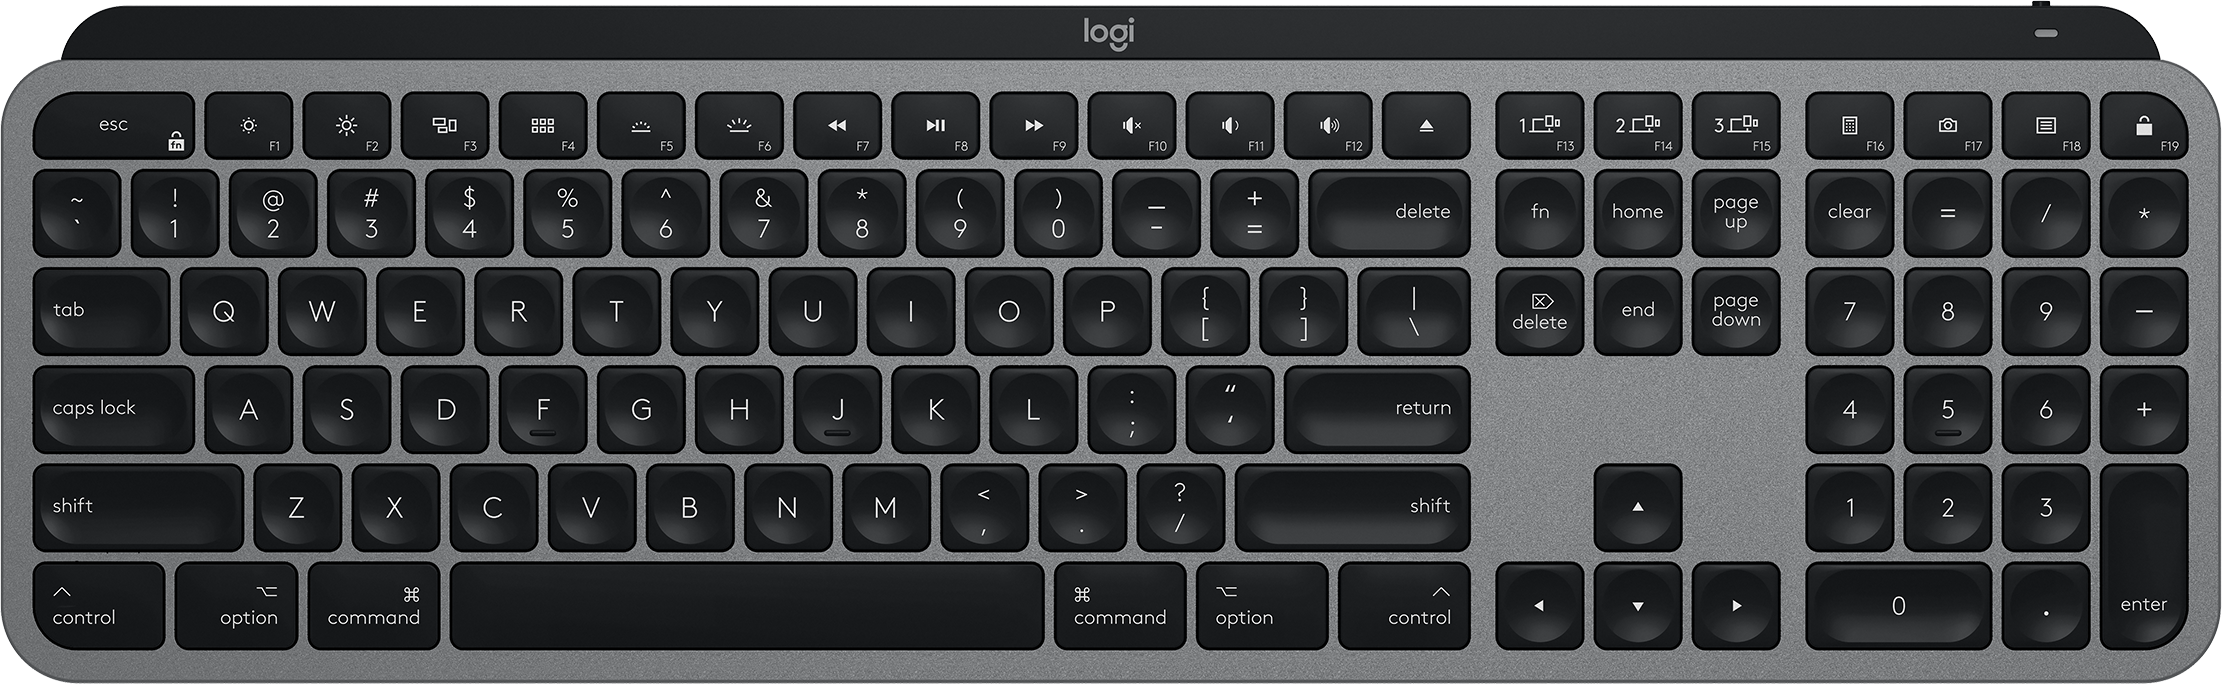 logi
esc fn F1 F2 F3 F4 F5 F6 F7 F8 F9 F10 F11 F12 1 F13 2 F14 3 F15 F16 F17 F18 F19
~ ! @ # $ % ^ & * ( ) _ +
` 1 2 3 4 5 6 7 8 9 0 - = delete fn home page up clear = / *
tab Q W E R T Y U I O P { [ } ] | \ delete end page down 7 8 9 −
caps lock A S D F G H J K L : ; “ ‘ return 4 5 6 +
shift Z X C V B N M < , > . ? / shift ▲ 1 2 3
^ control ⌥ option ⌘ command ⌘ command ⌥ option ^ control ◀ ▼ ▶ 0 . enter